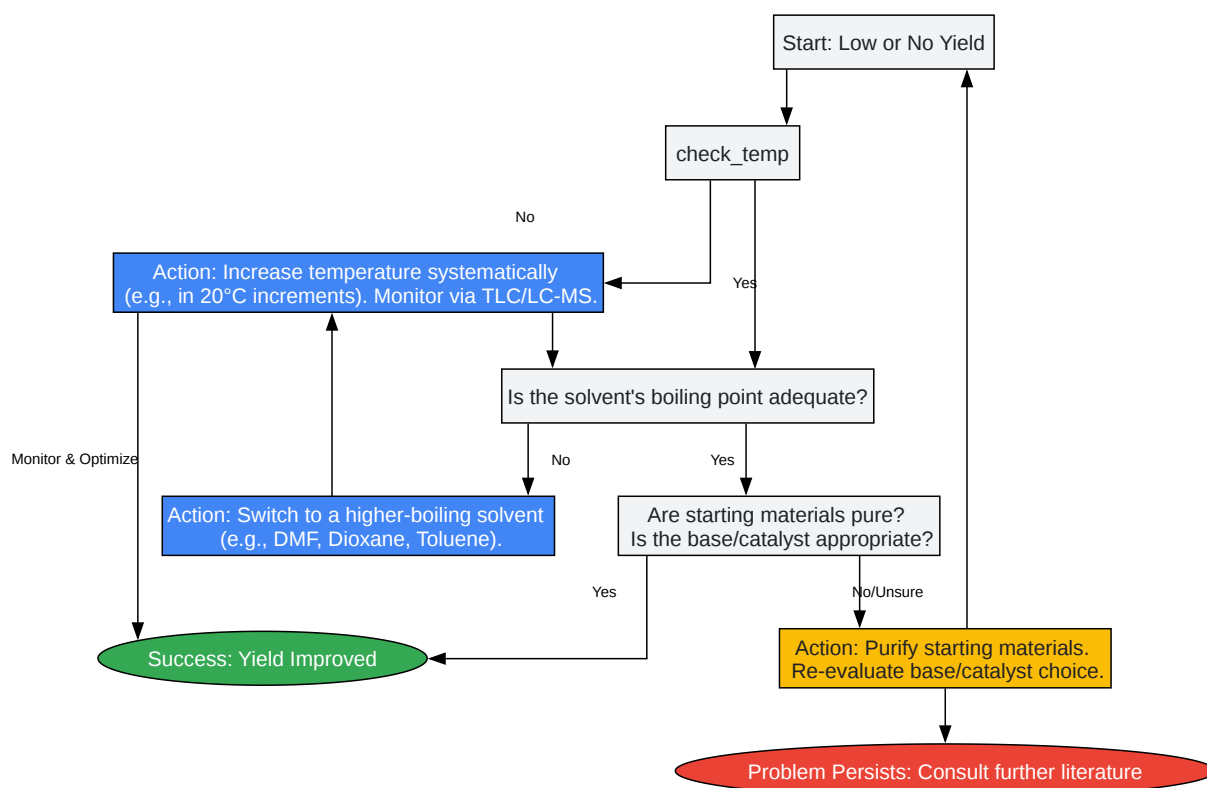 Start: Low or No Yield
check_temp
No
Action: Increase temperature systematically
(e.g., in 20°C increments). Monitor via TLC/LC-MS.
Yes
Is the solvent's boiling point adequate?
Monitor & Optimize
No
Yes
Action: Switch to a higher-boiling solvent
(e.g., DMF, Dioxane, Toluene).
Are starting materials pure?
Is the base/catalyst appropriate?
Yes
No/Unsure
Success: Yield Improved
Action: Purify starting materials.
Re-evaluate base/catalyst choice.
Problem Persists: Consult further literature